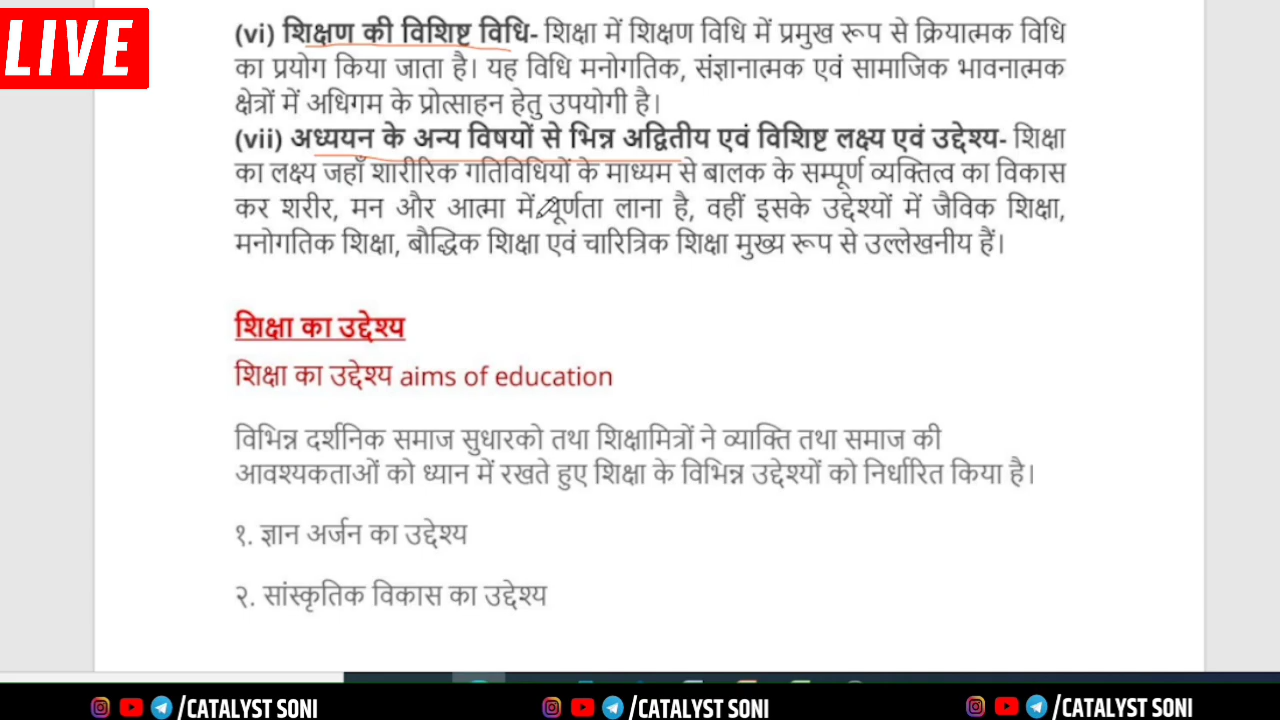 LIVE
(vi) शिक्षण की विशिष्ट विधि- शिक्षा में शिक्षण विधि में प्रमुख रूप से क्रियात्मक विधि
का प्रयोग किया जाता है। यह विधि मनोगतिक, संज्ञानात्मक एवं सामाजिक भावनात्मक
क्षेत्रों में अधिगम के प्रोत्साहन हेतु उपयोगी है।
(vii) अध्ययन के अन्य विषयों से भिन्न अद्वितीय एवं विशिष्ट लक्ष्य एवं उद्देश्य- शिक्षा
का लक्ष्य जहाँ शारीरिक गतिविधियों के माध्यम से बालक के सम्पूर्ण व्यक्तित्व का विकास
कर शरीर, मन और आत्मा में पूर्णता लाना है, वहीं इसके उद्देश्यों में जैविक शिक्षा,
मनोगतिक शिक्षा, बौद्धिक शिक्षा एवं चारित्रिक शिक्षा मुख्य रूप से उल्लेखनीय हैं।
शिक्षा का उद्देश्य
शिक्षा का उद्देश्य aims of education
विभिन्न दर्शनिक समाज सुधारको तथा शिक्षामित्रों ने व्याक्ति तथा समाज की
आवश्यकताओं को ध्यान में रखते हुए शिक्षा के विभिन्न उद्देश्यों को निर्धारित किया है।
१. ज्ञान अर्जन का उद्देश्य
२. सांस्कृतिक विकास का उद्देश्य
/CATALYST SONI /CATALYST SONI /CATALYST SONI